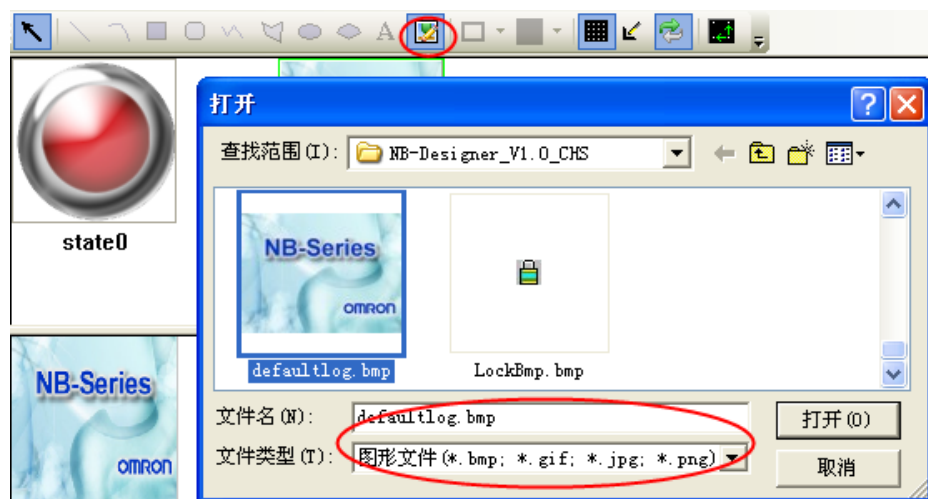 A
打开
查找范围(I): NB-Designer_V1.0_CHS
NB-Series
OMRON
defaultlog.bmp
LockBmp.bmp
state0
NB-Series
OMRON
文件名(N): defaultlog.bmp
打开(O)
文件类型(T): 图形文件(*.bmp; *.gif; *.jpg; *.png)
取消